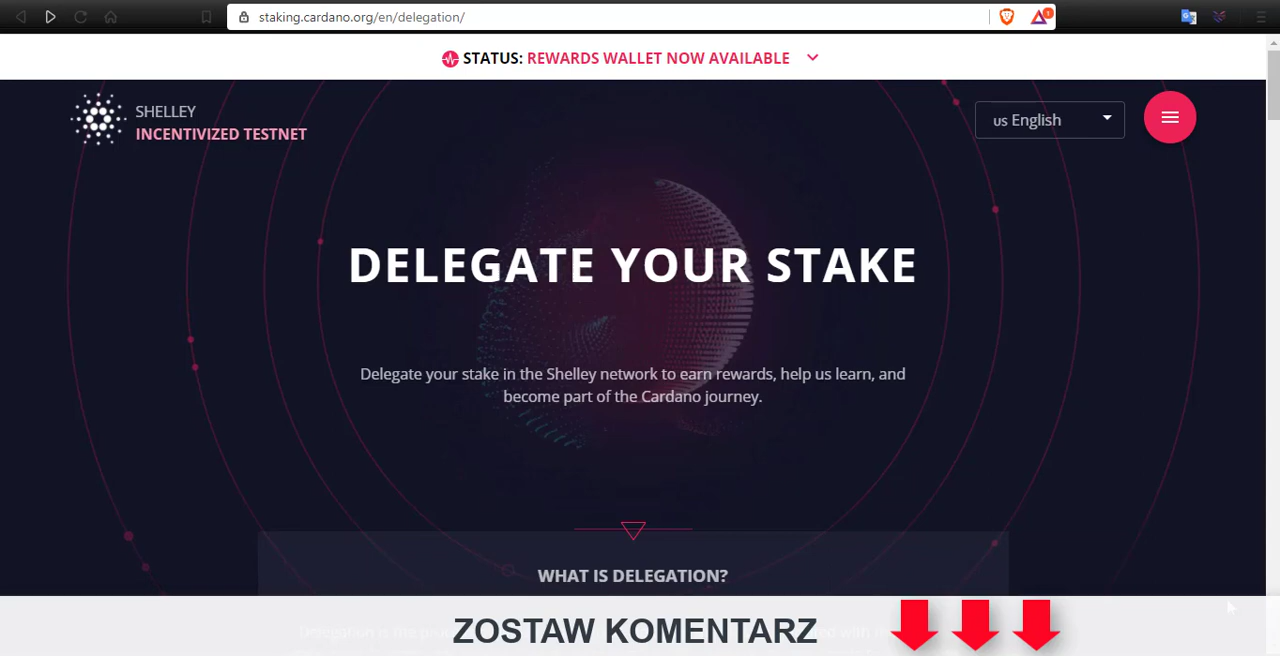 staking.cardano.org/en/delegation/
1
STATUS: REWARDS WALLET NOW AVAILABLE
SHELLEY
INCENTIVIZED TESTNET
us English
DELEGATE YOUR STAKE
Delegate your stake in the Shelley network to earn rewards, help us learn, and
become part of the Cardano journey.
WHAT IS DELEGATION?
ZOSTAW KOMENTARZ